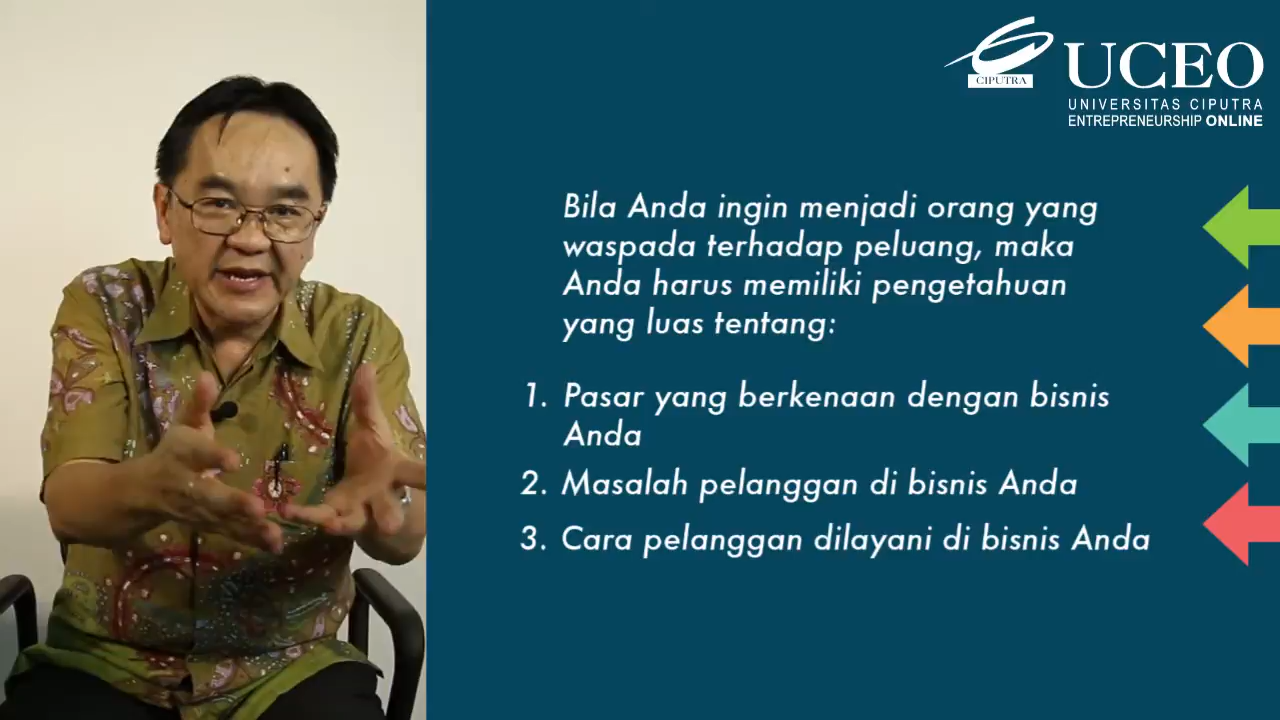 CIPUTRA
UCEO
UNIVERSITAS CIPUTRA
ENTREPRENEURSHIP ONLINE
Bila Anda ingin menjadi orang yang
waspada terhadap peluang, maka
Anda harus memiliki pengetahuan
yang luas tentang:
1. Pasar yang berkenaan dengan bisnis
Anda
2. Masalah pelanggan di bisnis Anda
3. Cara pelanggan dilayani di bisnis Anda